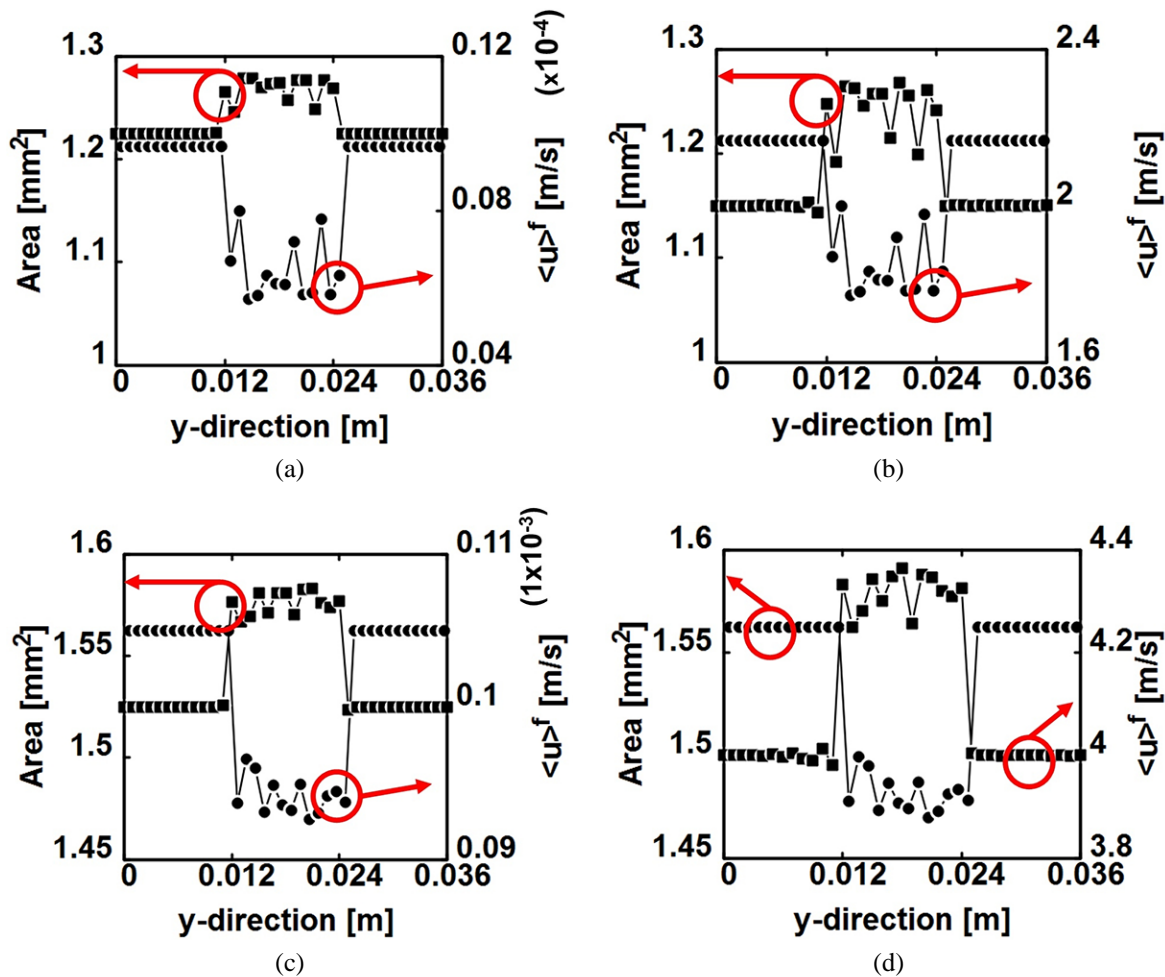 1.3
1.2
1.1
1
Area [mm²]
0.12
0.08
0.04
(x10⁻⁴)
<u>ᶠ [m/s]
0 0.012 0.024 0.036
y-direction [m]
(a)
1.3
1.2
1.1
1
Area [mm²]
2.4
2
1.6
<u>ᶠ [m/s]
0 0.012 0.024 0.036
y-direction [m]
(b)
1.6
1.55
1.5
1.45
Area [mm²]
0.11
0.1
0.09
(1x10⁻³)
<u>ᶠ [m/s]
0 0.012 0.024 0.036
y-direction [m]
(c)
1.6
1.55
1.5
1.45
Area [mm²]
4.4
4.2
4
3.8
<u>ᶠ [m/s]
0 0.012 0.024 0.036
y-direction [m]
(d)